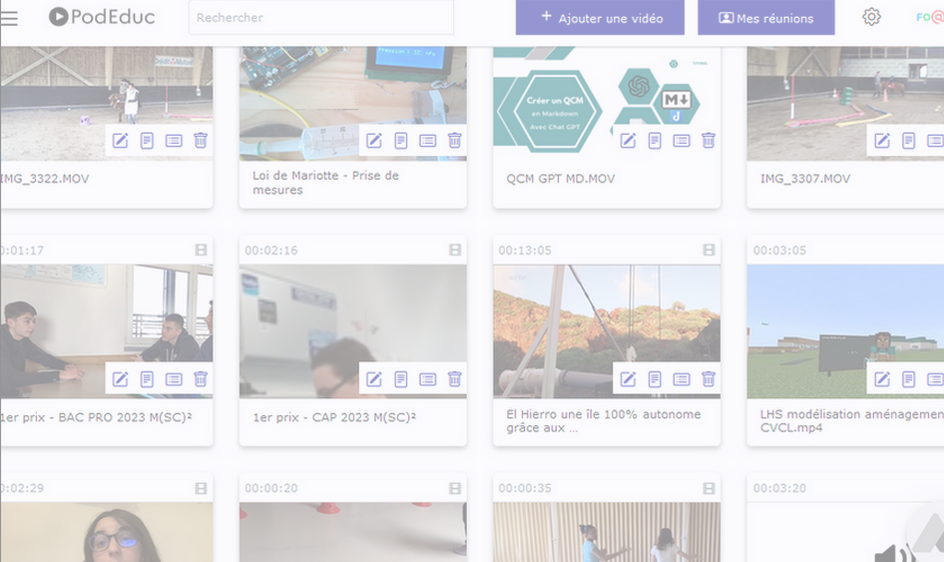 PodEduc
Rechercher
+ Ajouter une vidéo
Mes réunions
Créer un QCM
en Markdown
Avec Chat GPT
M
IMG_3322.MOV
Loi de Mariotte - Prise de
mesures
QCM GPT MD.MOV
IMG_3307.MOV
0:01:17
00:02:16
00:13:05
00:03:05
1er prix - BAC PRO 2023 M(SC)²
1er prix - CAP 2023 M(SC)²
El Hierro une île 100% autonome
grâce aux ...
LHS modélisation aménagemen
CVCL.mp4
0:02:29
00:00:20
00:00:35
00:03:20